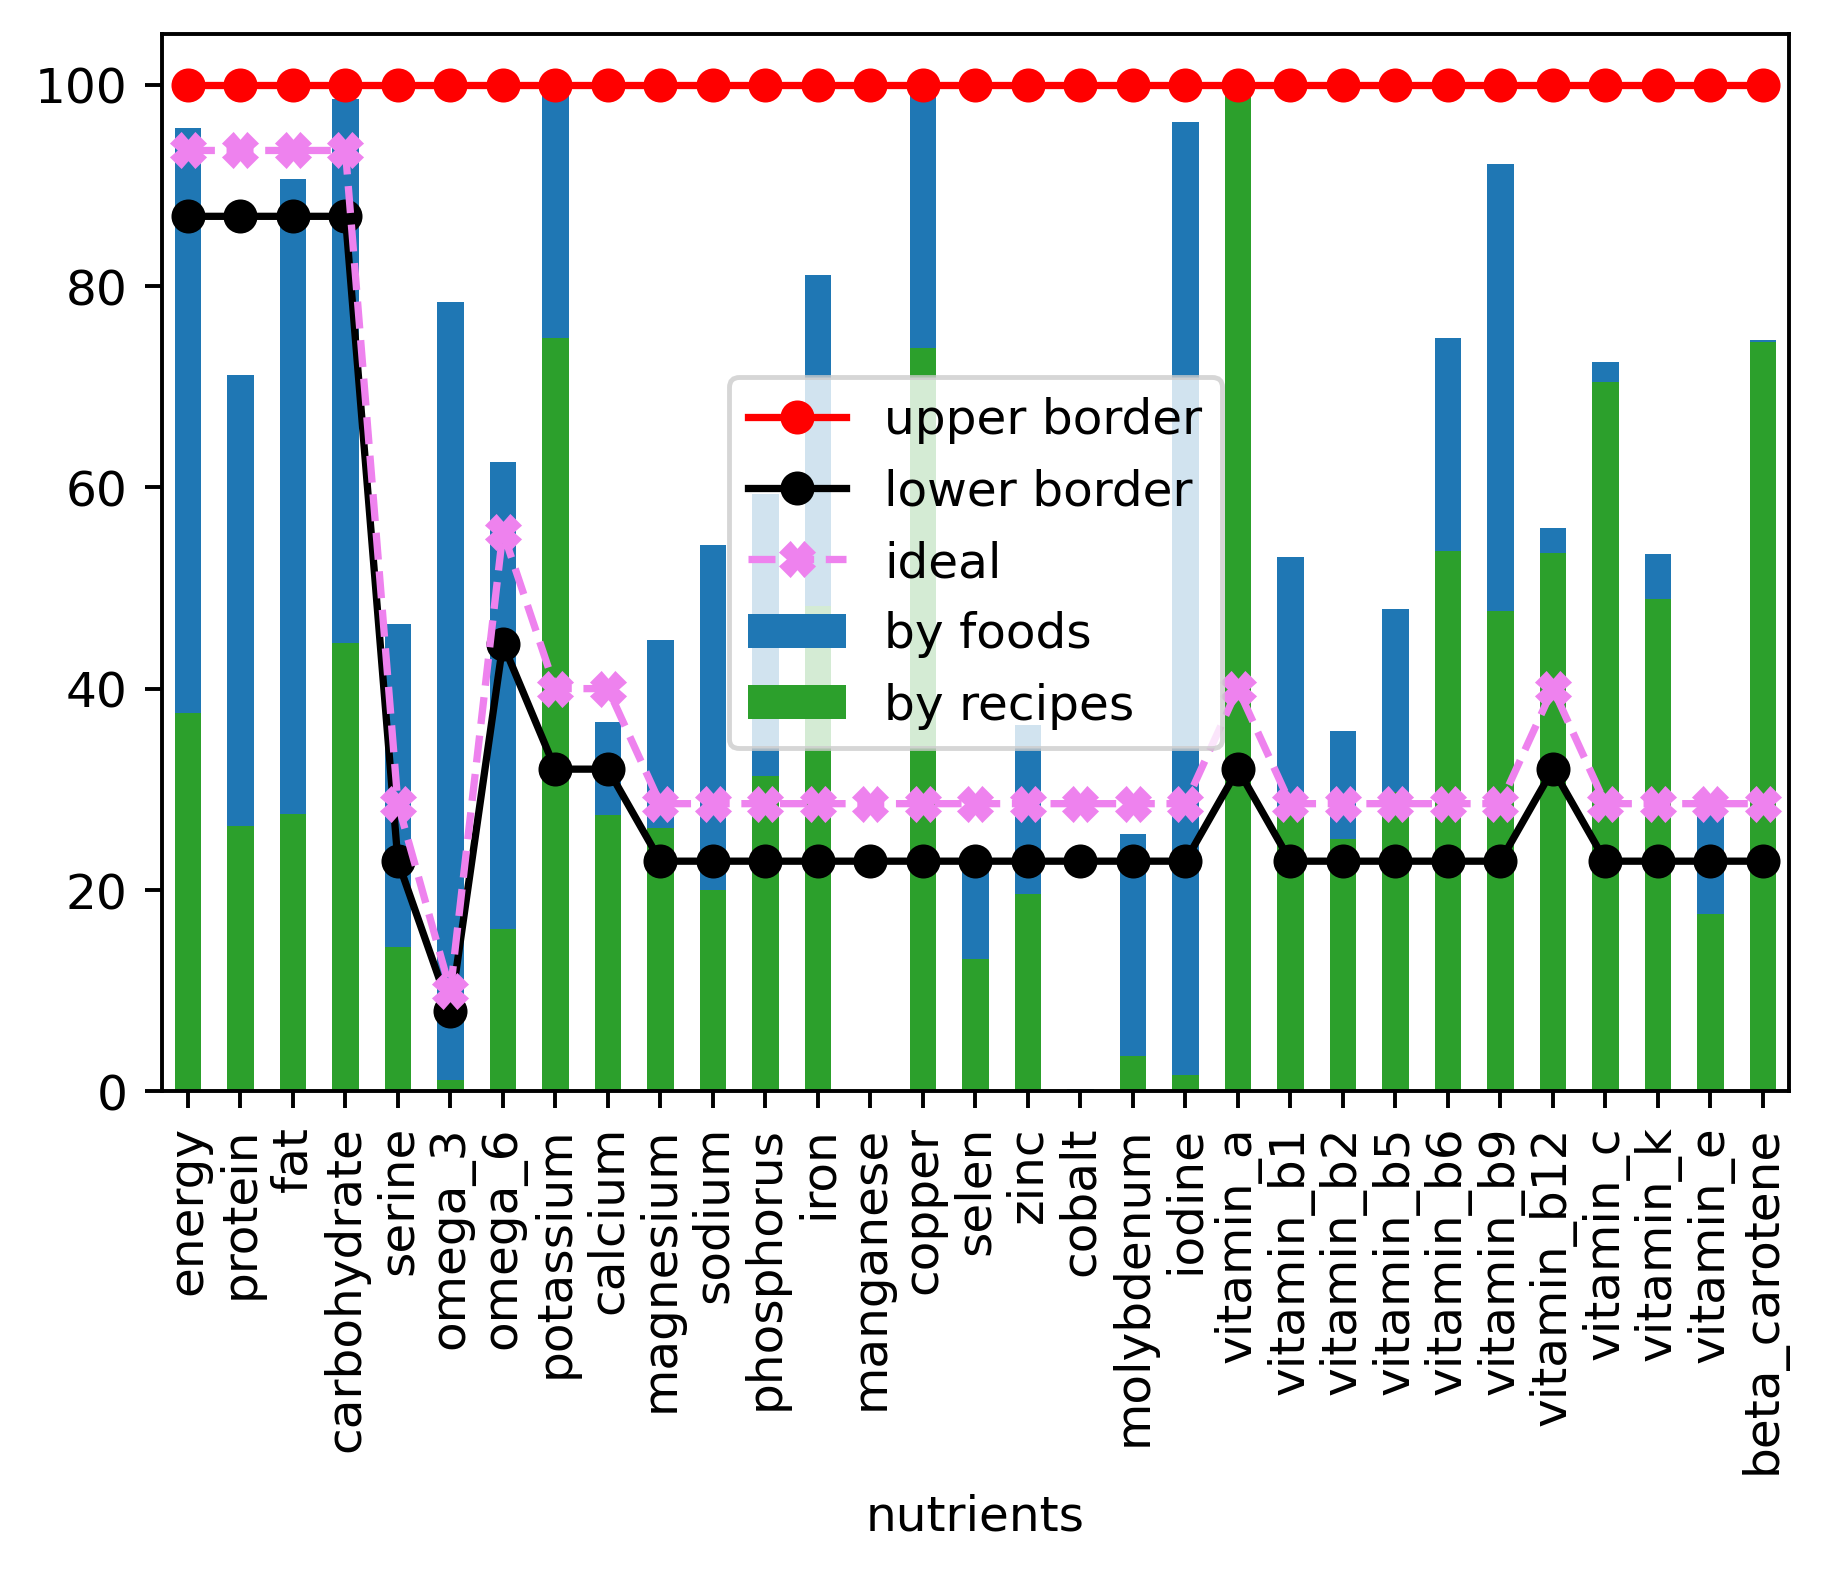 100
80
60
40
20
0
upper border
lower border
ideal
by foods
by recipes
energy
protein
fat
carbohydrate
serine
omega_3
omega_6
potassium
calcium
magnesium
sodium
phosphorus
iron
manganese
copper
selen
zinc
cobalt
molybdenum
iodine
vitamin_a
vitamin_b1
vitamin_b2
vitamin_b5
vitamin_b6
vitamin_b9
vitamin_b12
vitamin_c
vitamin_k
vitamin_e
beta_carotene
nutrients